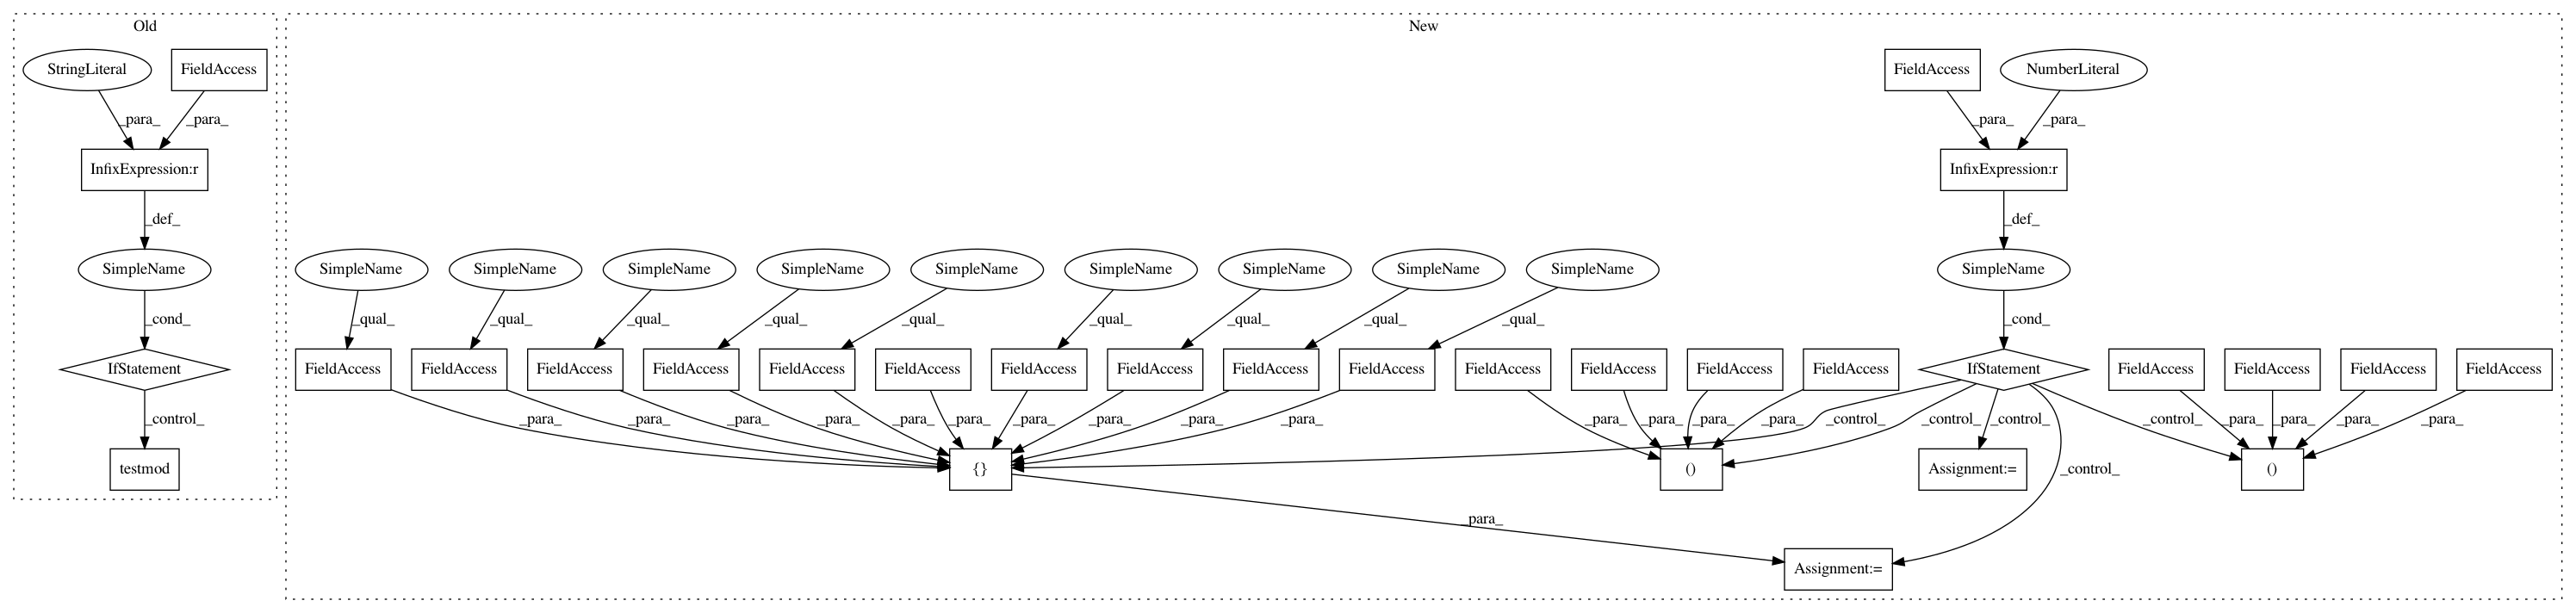 Old
New
StringLiteral
FieldAccess
FieldAccess
NumberLiteral
_para_
_para_
_para_
_para_
InfixExpression:r
InfixExpression:r
_def_
_def_
SimpleName
SimpleName
SimpleName
SimpleName
SimpleName
SimpleName
SimpleName
SimpleName
SimpleName
SimpleName
SimpleName
_cond_
_qual_
_qual_
_qual_
_qual_
_qual_
_qual_
_qual_
_qual_
_qual_
_cond_
IfStatement
FieldAccess
FieldAccess
FieldAccess
FieldAccess
FieldAccess
FieldAccess
FieldAccess
FieldAccess
FieldAccess
FieldAccess
FieldAccess
FieldAccess
FieldAccess
FieldAccess
IfStatement
FieldAccess
FieldAccess
FieldAccess
FieldAccess
_control_
_para_
_para_
_para_
_para_
_para_
_para_
_para_
_para_
_para_
_para_
_para_
_para_
_para_
_para_
_control_
_control_
_control_
_control_
_para_
_para_
_para_
_para_
testmod
{}
()
Assignment:=
_control_
()
_para_
Assignment:=